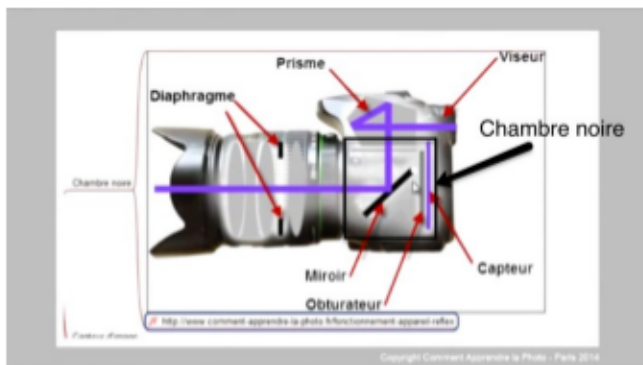 Prisme
Viseur
Diaphragme
Chambre noire
Chambre noire
Miroir
Capteur
Obturateur
http://www.comment-apprendre-la-photo.fr/fonctionnement-appareil-reflex
Copyright Comment Apprendre la Photo - Paris 2014